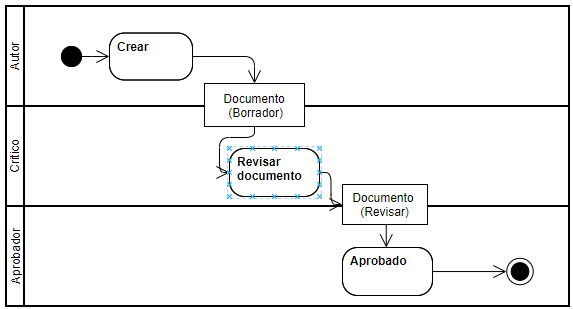 Autor
Crear
Documento
(Borrador)
Crítico
Revisar
documento
Documento
(Revisar)
Aprobador
Aprobado